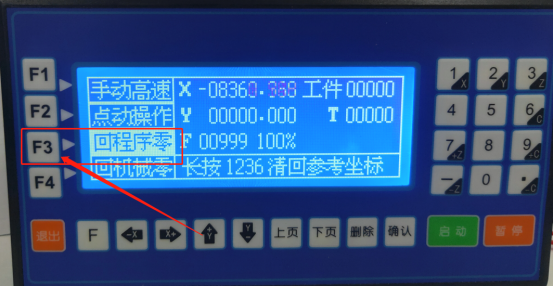 F1 手动高速 X 工件 00000 1 X 2 Y 3 Z
F2 点动操作 Y 00000.000 T 00000 4 5 6 C
F3 回程序零 F 00999 100% 7 8 9
F4 回机械零 长按 1236 清回参考坐标 - 0 .
退出 F 上页 下页 删除 确认 启动 暂停